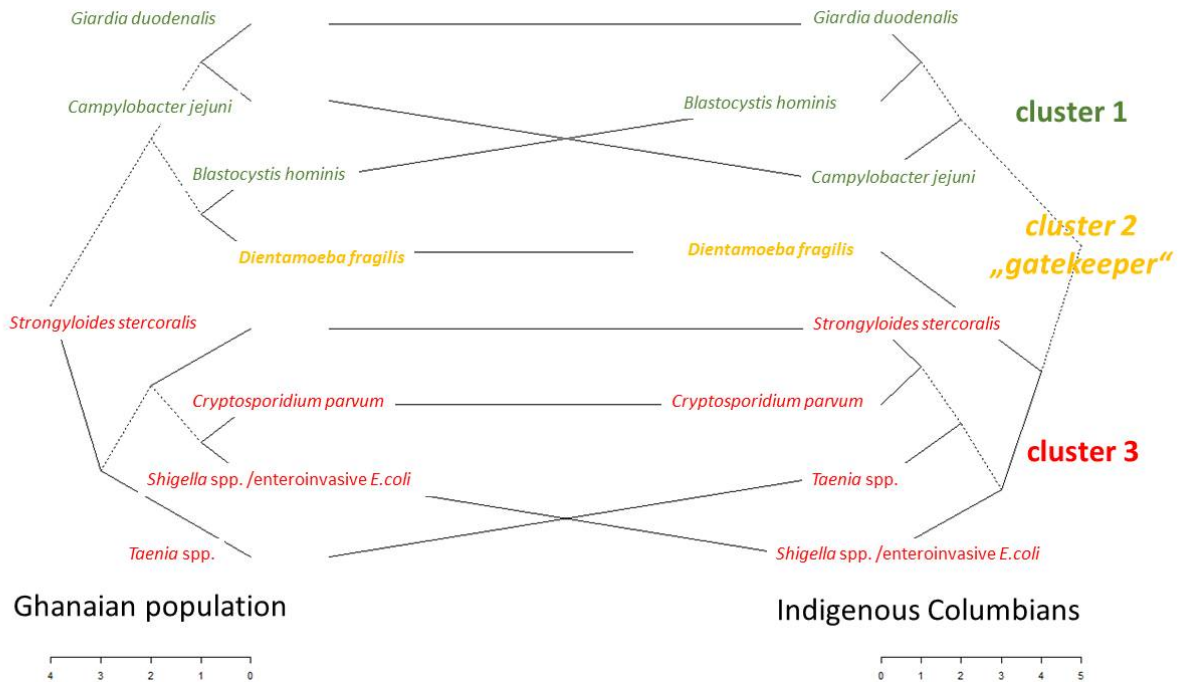 Giardia duodenalis
Giardia duodenalis
Campylobacter jejuni
Blastocystis hominis
cluster 1
Blastocystis hominis
Campylobacter jejuni
Dientamoeba fragilis
Dientamoeba fragilis
cluster 2
„gatekeeper“
Strongyloides stercoralis
Strongyloides stercoralis
Cryptosporidium parvum
Cryptosporidium parvum
cluster 3
Shigella spp. /enteroinvasive E.coli
Taenia spp.
Taenia spp.
Shigella spp. /enteroinvasive E.coli
Ghanaian population
Indigenous Columbians
4 3 2 1 0
0 1 2 3 4 5